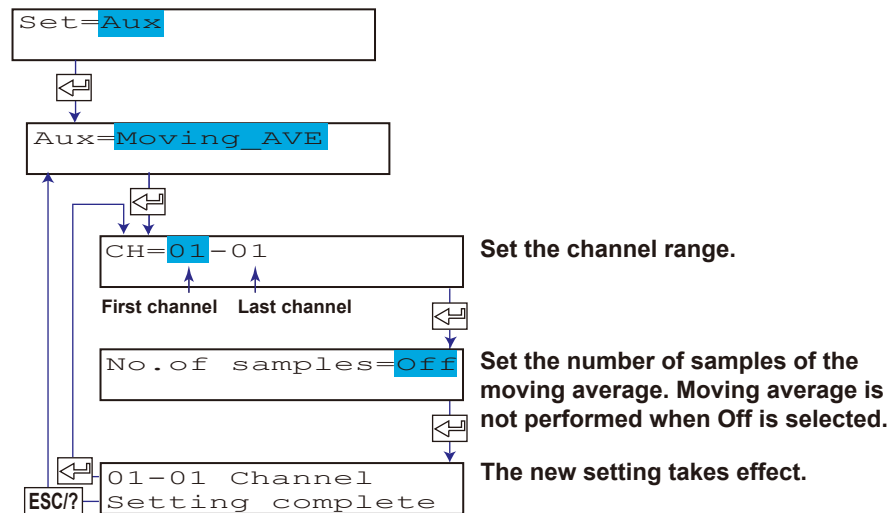 Set=Aux
Aux=Moving_AVE
CH=01-01
Set the channel range.
First channel Last channel
No.of samples=Off
Set the number of samples of the
moving average. Moving average is
not performed when Off is selected.
01-01 Channel
Setting complete
The new setting takes effect.
ESC/?